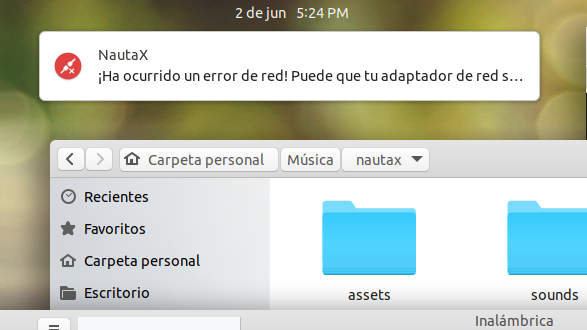 2 de jun 5:24 PM
NautaX
¡Ha ocurrido un error de red! Puede que tu adaptador de red s…
Carpeta personal Música nautax
Recientes
Favoritos
Carpeta personal
Escritorio
assets sounds
Inalámbrica